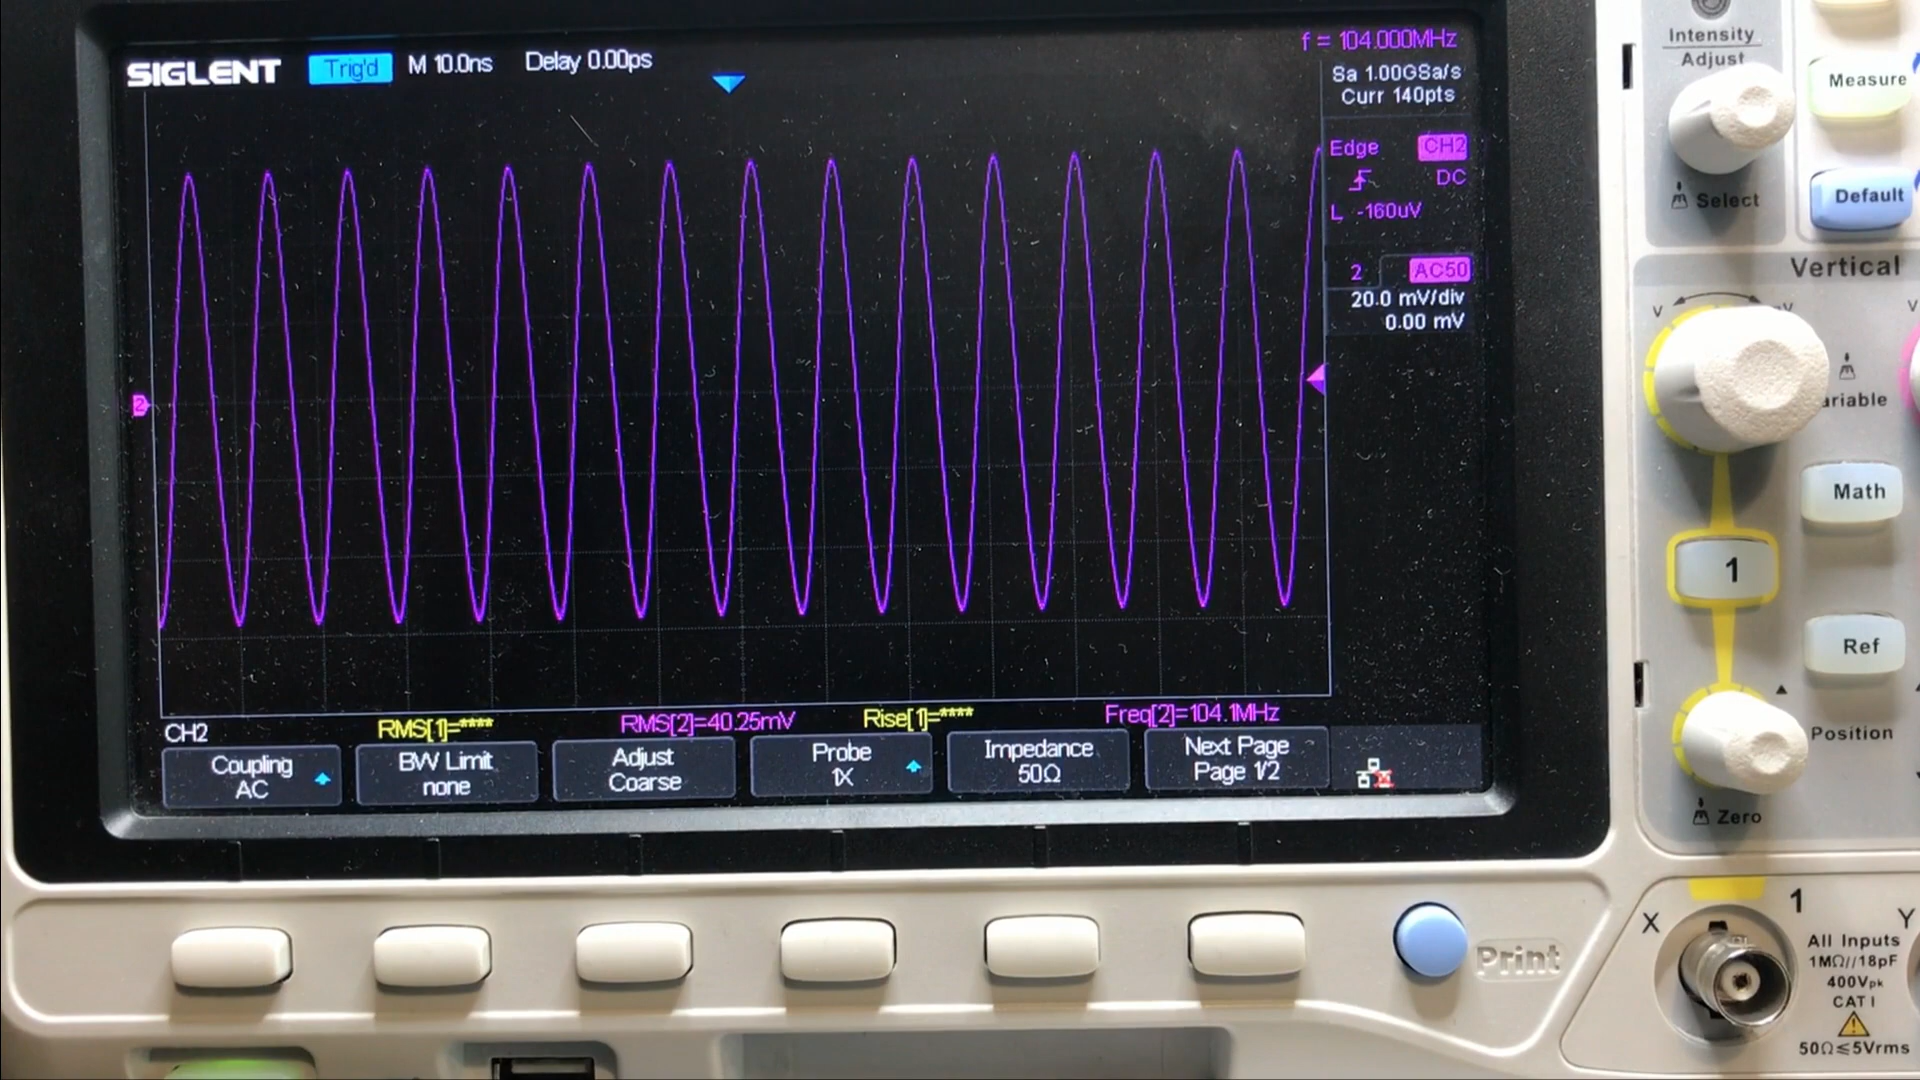 SIGLENT Trig'd M 10.0ns Delay 0.00ps
f = 104.000MHz
Sa 1.00GSa/s
Curr 140pts
Edge CH2
DC
L -160uV
2 AC50
20.0 mV/div
0.00 mV
2
CH2 RMS[1]=**** RMS[2]=40.25mV Rise[1]=**** Freq[2]=104.1MHz
Coupling
AC
BW Limit
none
Adjust
Coarse
Probe
1X
Impedance
50Ω
Next Page
Page 1/2
Print
Intensity
Adjust
Select
Measure
Default
Vertical
V mV
V
Math
1
Ref
Position
Zero
1
X
Y
All Inputs
1MΩ//18pF
400Vpk
CAT I
50Ω≤5Vrms